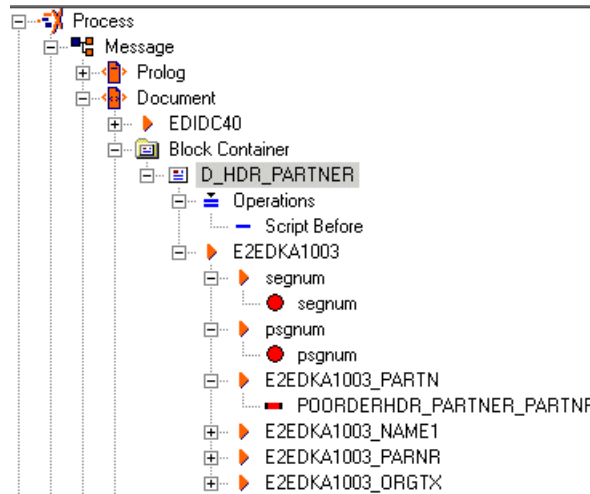 Process
Message
Prolog
Document
EDIDC40
Block Container
D_HDR_PARTNER
Operations
Script Before
E2EDKA1003
segnum
segnum
psgnum
psgnum
E2EDKA1003_PARTN
POORDERHDR_PARTNER_PARTNR
E2EDKA1003_NAME1
E2EDKA1003_PARNR
E2EDKA1003_ORGTX